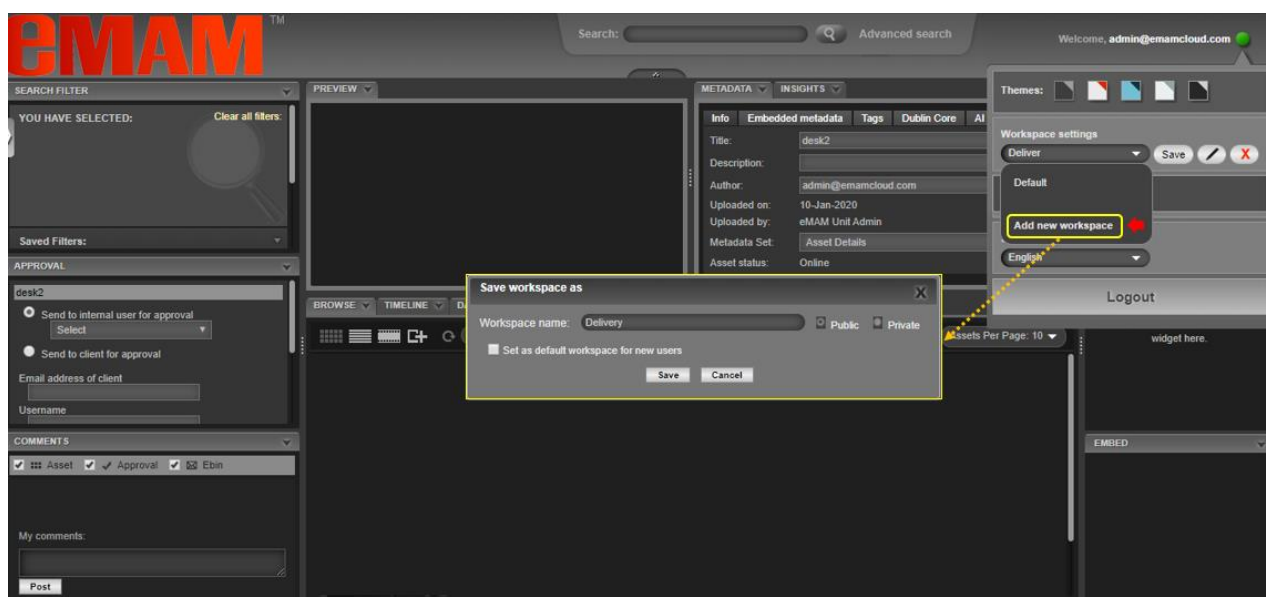 eMAM TM
Search:
Advanced search
Welcome, admin@emamcloud.com
SEARCH FILTER
YOU HAVE SELECTED:
Clear all filters:
Saved Filters:
APPROVAL
desk2
Send to internal user for approval
Select
Send to client for approval
Email address of client
Username
COMMENTS
Asset Approval Ebin
My comments:
Post
PREVIEW
METADATA INSIGHTS
Info Embedded metadata Tags Dublin Core AI
Title: desk2
Description:
Author: admin@emamcloud.com
Uploaded on: 10-Jan-2020
Uploaded by: eMAM Unit Admin
Metadata Set: Asset Details
Asset status: Online
Themes:
Workspace settings
Deliver Save X
Default
Add new workspace
English
Logout
BROWSE TIMELINE
Assets Per Page: 10
Save workspace as
X
Workspace name: Delivery Public Private
Set as default workspace for new users
Save Cancel
widget here.
EMBED